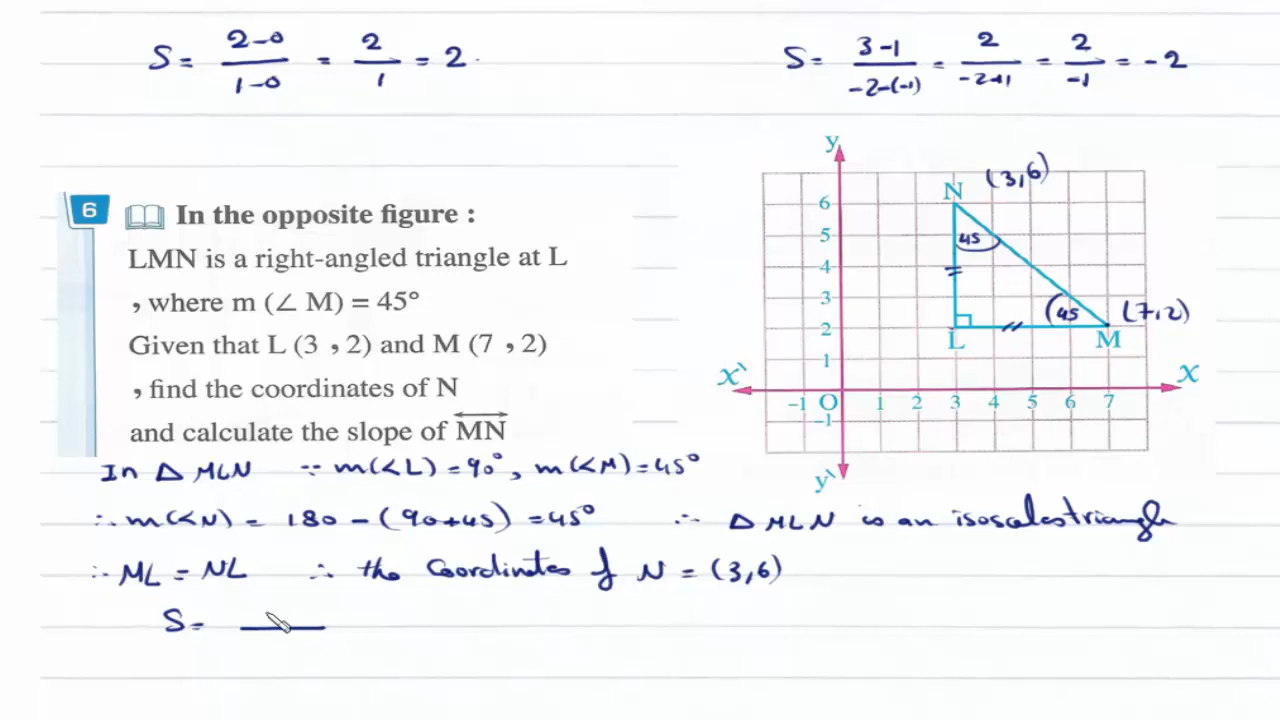 S = 2-0 / 1-0 = 2 / 1 = 2.
S = 3-1 / -2-(-1) = 2 / -2+1 = 2 / -1 = -2
6
In the opposite figure :
LMN is a right-angled triangle at L
, where m (∠ M) = 45°
Given that L (3 , 2) and M (7 , 2)
, find the coordinates of N
and calculate the slope of MN
y
N (3,6)
6
5
4
3
2
1
45
45
(7,2)
L
M
x`
x
-1 O 1 2 3 4 5 6 7
-1
y`
In △ MLN ∵ m(<L) = 90°, m(<M) = 45°
∴ m(<N) = 180 - (90+45) = 45° ∴ △ MLN is an isosceles triangle
∴ ML = NL ∴ the Coordinates of N = (3,6)
S =